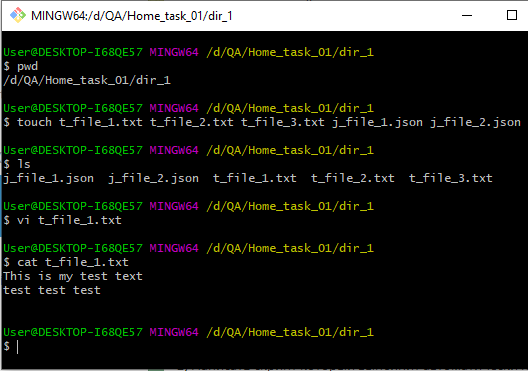 MINGW64:/d/QA/Home_task_01/dir_1
User@DESKTOP-I68QE57 MINGW64 /d/QA/Home_task_01/dir_1
$ pwd
/d/QA/Home_task_01/dir_1
User@DESKTOP-I68QE57 MINGW64 /d/QA/Home_task_01/dir_1
$ touch t_file_1.txt t_file_2.txt t_file_3.txt j_file_1.json j_file_2.json
User@DESKTOP-I68QE57 MINGW64 /d/QA/Home_task_01/dir_1
$ ls
j_file_1.json  j_file_2.json  t_file_1.txt  t_file_2.txt  t_file_3.txt
User@DESKTOP-I68QE57 MINGW64 /d/QA/Home_task_01/dir_1
$ vi t_file_1.txt
User@DESKTOP-I68QE57 MINGW64 /d/QA/Home_task_01/dir_1
$ cat t_file_1.txt
This is my test text
test test test
User@DESKTOP-I68QE57 MINGW64 /d/QA/Home_task_01/dir_1
$